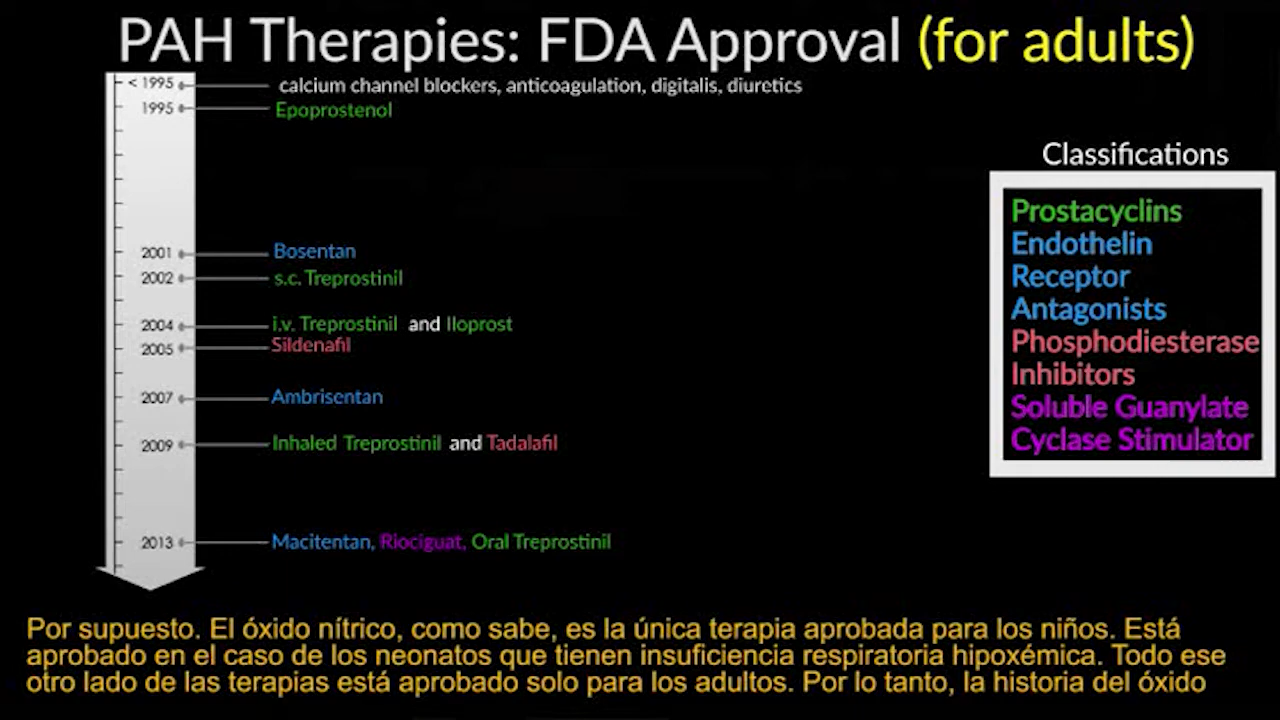 PAH Therapies: FDA Approval (for adults)
< 1995 calcium channel blockers, anticoagulation, digitalis, diuretics
1995 Epoprostenol
2001 Bosentan
2002 s.c. Treprostinil
2004 i.v. Treprostinil and Iloprost
2005 Sildenafil
2007 Ambrisentan
2009 Inhaled Treprostinil and Tadalafil
2013 Macitentan, Riociguat, Oral Treprostinil
Classifications
Prostacyclins
Endothelin
Receptor
Antagonists
Phosphodiesterase
Inhibitors
Soluble Guanylate
Cyclase Stimulator
Por supuesto. El óxido nítrico, como sabe, es la única terapia aprobada para los niños. Está
aprobado en el caso de los neonatos que tienen insuficiencia respiratoria hipoxémica. Todo ese
otro lado de las terapias está aprobado solo para los adultos. Por lo tanto, la historia del óxido